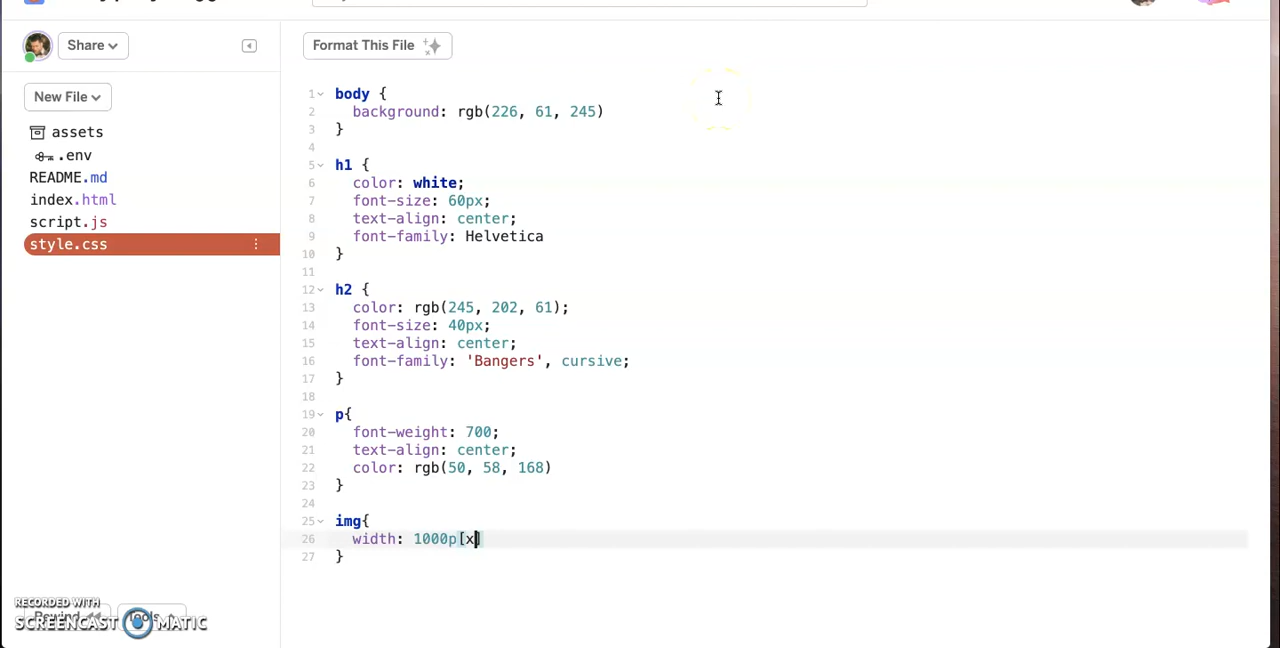 Share
Format This File
New File
assets
.env
README.md
index.html
script.js
style.css
1 body {
2 background: rgb(226, 61, 245)
3 }
4
5 h1 {
6 color: white;
7 font-size: 60px;
8 text-align: center;
9 font-family: Helvetica
10 }
11
12 h2 {
13 color: rgb(245, 202, 61);
14 font-size: 40px;
15 text-align: center;
16 font-family: 'Bangers', cursive;
17 }
18
19 p{
20 font-weight: 700;
21 text-align: center;
22 color: rgb(50, 58, 168)
23 }
24
25 img{
26 width: 1000p[x]
27 }
RECORDED WITH
Rewind Tools
SCREENCAST MATIC